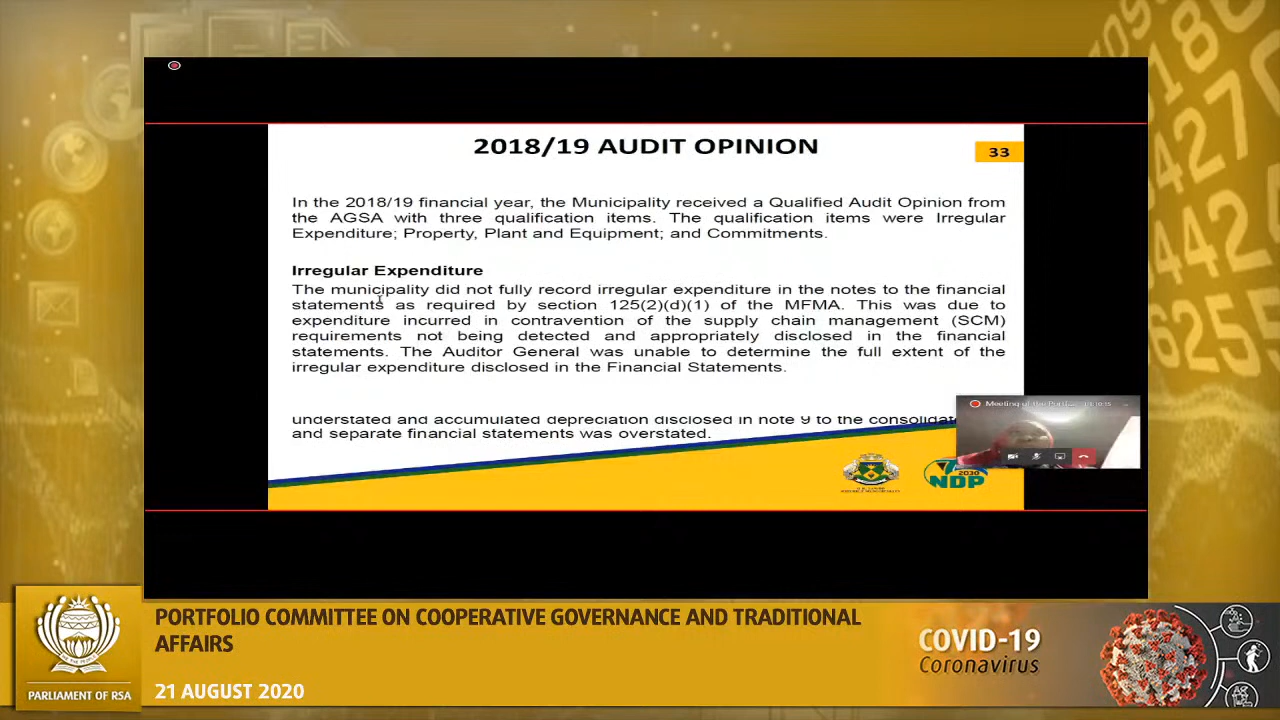 2018/19 AUDIT OPINION
33
In the 2018/19 financial year, the Municipality received a Qualified Audit Opinion from
the AGSA with three qualification items. The qualification items were Irregular
Expenditure; Property, Plant and Equipment; and Commitments.
Irregular Expenditure
The municipality did not fully record irregular expenditure in the notes to the financial
statements as required by section 125(2)(d)(1) of the MFMA. This was due to
expenditure incurred in contravention of the supply chain management (SCM)
requirements not being detected and appropriately disclosed in the financial
statements. The Auditor General was unable to determine the full extent of the
irregular expenditure disclosed in the Financial Statements.
understated and accumulated depreciation disclosed in note 9 to the
and separate financial statements was overstated.
Meeting of the
2030
NDP
PORTFOLIO COMMITTEE ON COOPERATIVE GOVERNANCE AND TRADITIONAL
AFFAIRS
21 AUGUST 2020
PARLIAMENT OF RSA
COVID-19
Coronavirus